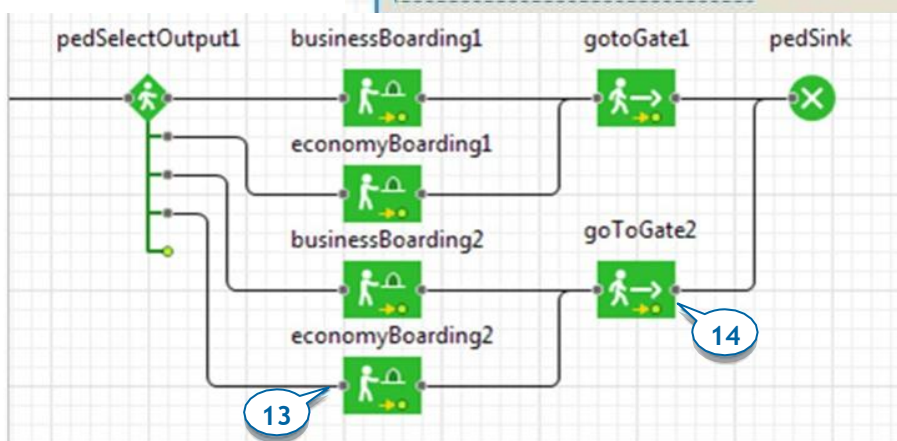 pedSelectOutput1 businessBoarding1 gotoGate1 pedSink
economyBoarding1
businessBoarding2 goToGate2
economyBoarding2
14
13